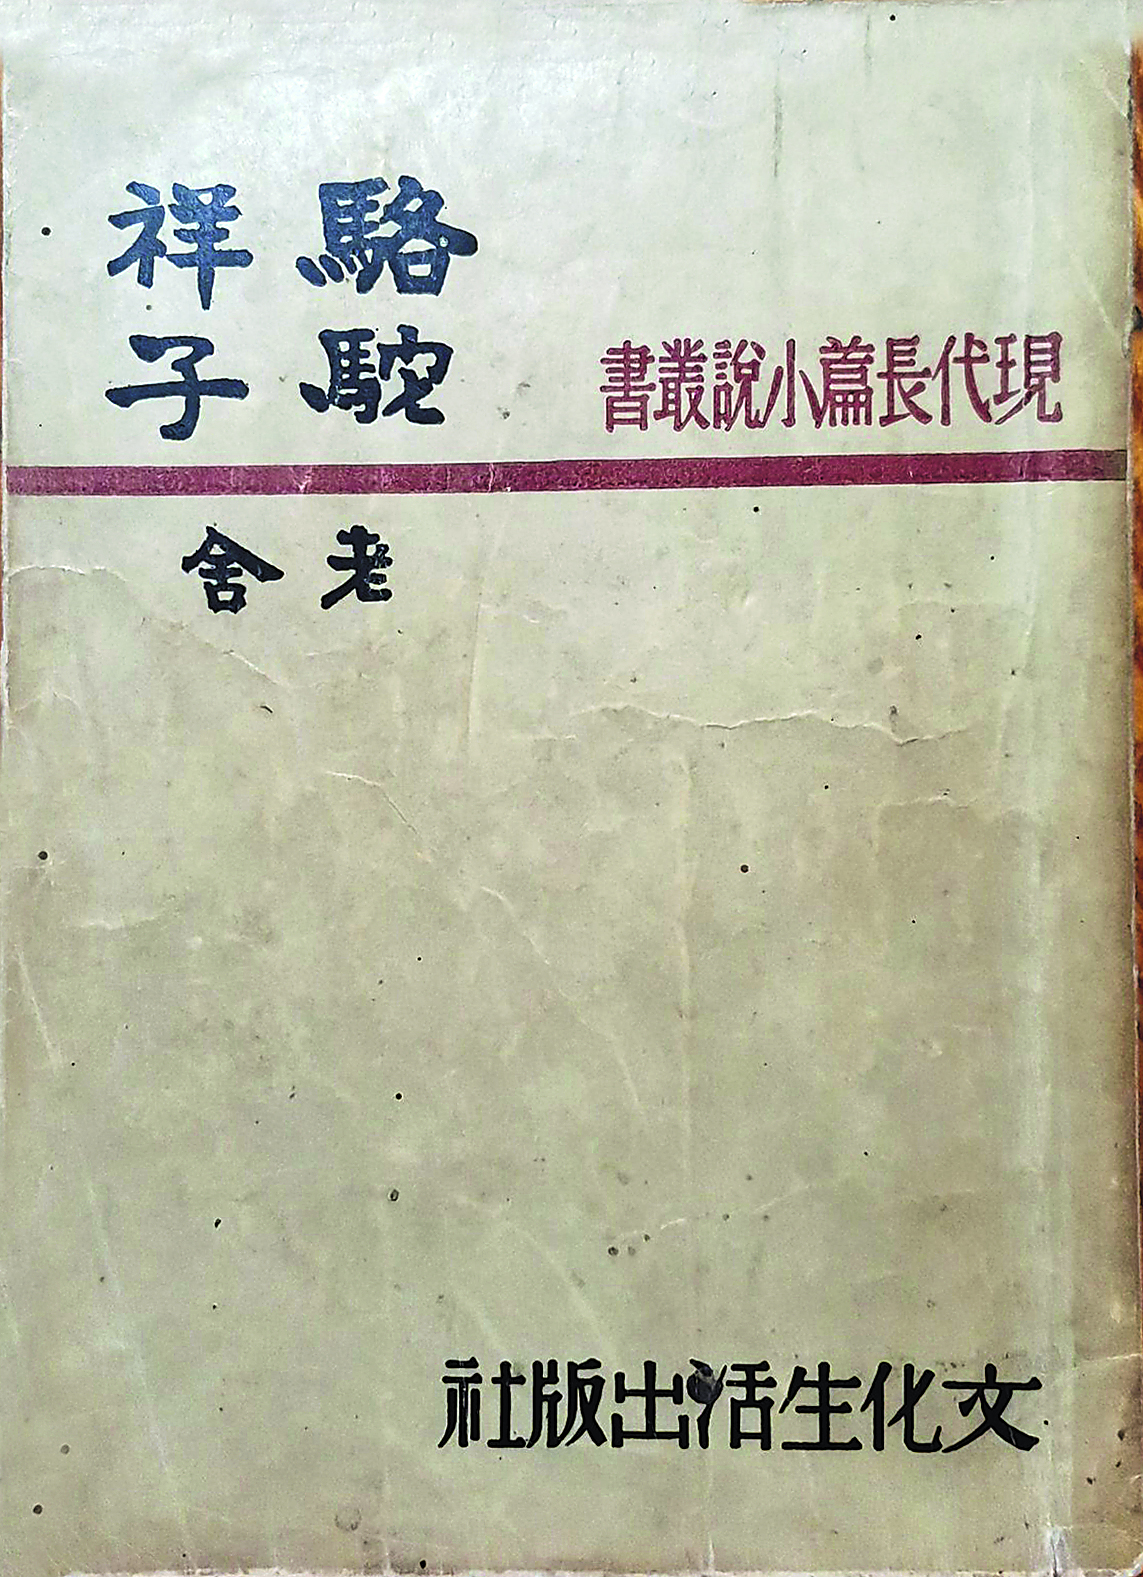 駱駝
祥子
現代長篇小說叢書
老舍
文化生活出版社